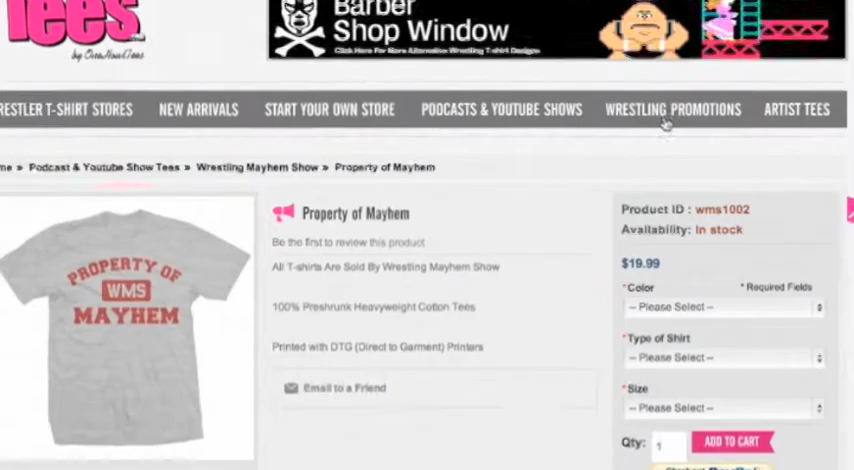 Tees
by OneHourTees
Barber
Shop Window
Click Here For More Alternative Wrestling T-shirt Designs
RESTLER T-SHIRT STORES NEW ARRIVALS START YOUR OWN STORE PODCASTS & YOUTUBE SHOWS WRESTLING PROMOTIONS ARTIST TEES
me » Podcast & Youtube Show Tees » Wrestling Mayhem Show » Property of Mayhem
PROPERTY OF
WMS
MAYHEM
Property of Mayhem
Be the first to review this product
All T-shirts Are Sold By Wrestling Mayhem Show
100% Preshrunk Heavyweight Cotton Tees
Printed with DTG (Direct to Garment) Printers
Email to a Friend
Product ID : wms1002
Availability: In stock
$19.99
*Color * Required Fields
-- Please Select --
*Type of Shirt
-- Please Select --
*Size
-- Please Select --
Qty: 1 ADD TO CART